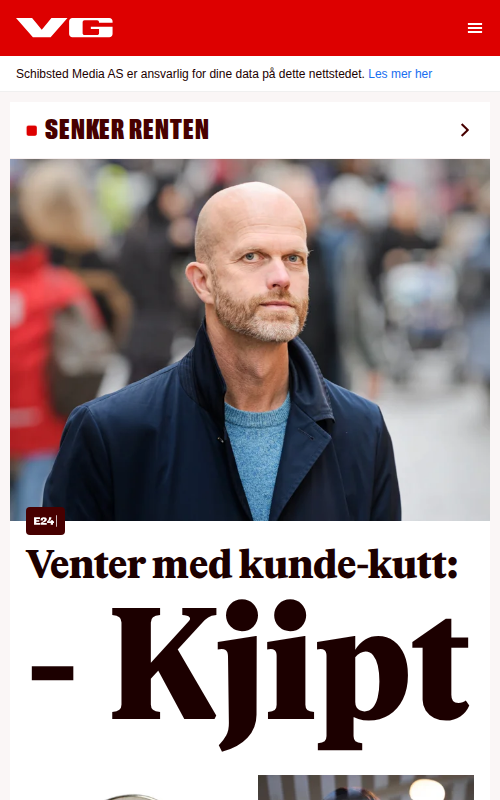 VG
Schibsted Media AS er ansvarlig for dine data på dette nettstedet. Les mer her
SENKER RENTEN
E24
Venter med kunde-kutt:
- Kjipt